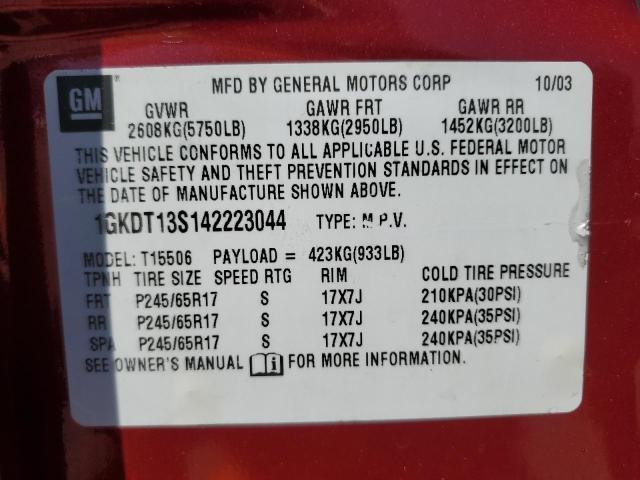 GM MFD BY GENERAL MOTORS CORP 10/03
GVWR GAWR FRT GAWR RR
2608KG(5750LB) 1338KG(2950LB) 1452KG(3200LB)
THIS VEHICLE CONFORMS TO ALL APPLICABLE U.S. FEDERAL MOTOR
VEHICLE SAFETY AND THEFT PREVENTION STANDARDS IN EFFECT ON
THE DATE OF MANUFACTURE SHOWN ABOVE.
1GKDT13S142223044 TYPE: M.P.V.
MODEL: T15506 PAYLOAD = 423KG(933LB)
TPNH TIRE SIZE SPEED RTG RIM COLD TIRE PRESSURE
FRT P245/65R17 S 17X7J 210KPA(30PSI)
RR P245/65R17 S 17X7J 240KPA(35PSI)
SPA P245/65R17 S 17X7J 240KPA(35PSI)
SEE OWNER'S MANUAL FOR MORE INFORMATION.